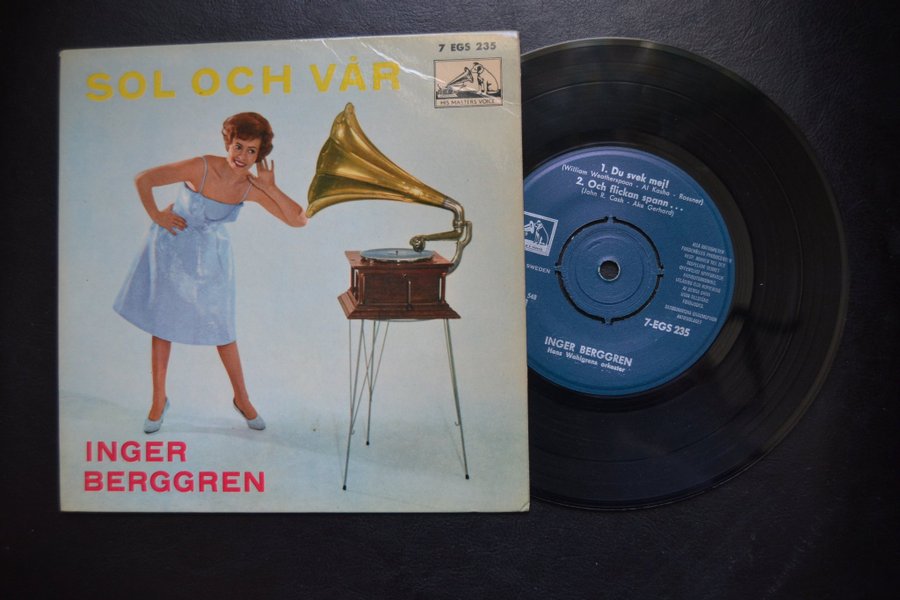 7 EGS 235
SOL OCH VÅR
HIS MASTERS VOICE
INGER
BERGGREN
1. Du svek mej!
(William Weatherspoon - Al Kasha - Rossner)
2. Och flickan spann...
(John R. Cash - Åke Gerhard)
SWEDEN
7-EGS 235
INGER BERGGREN
Hans Wahlgrens orkester